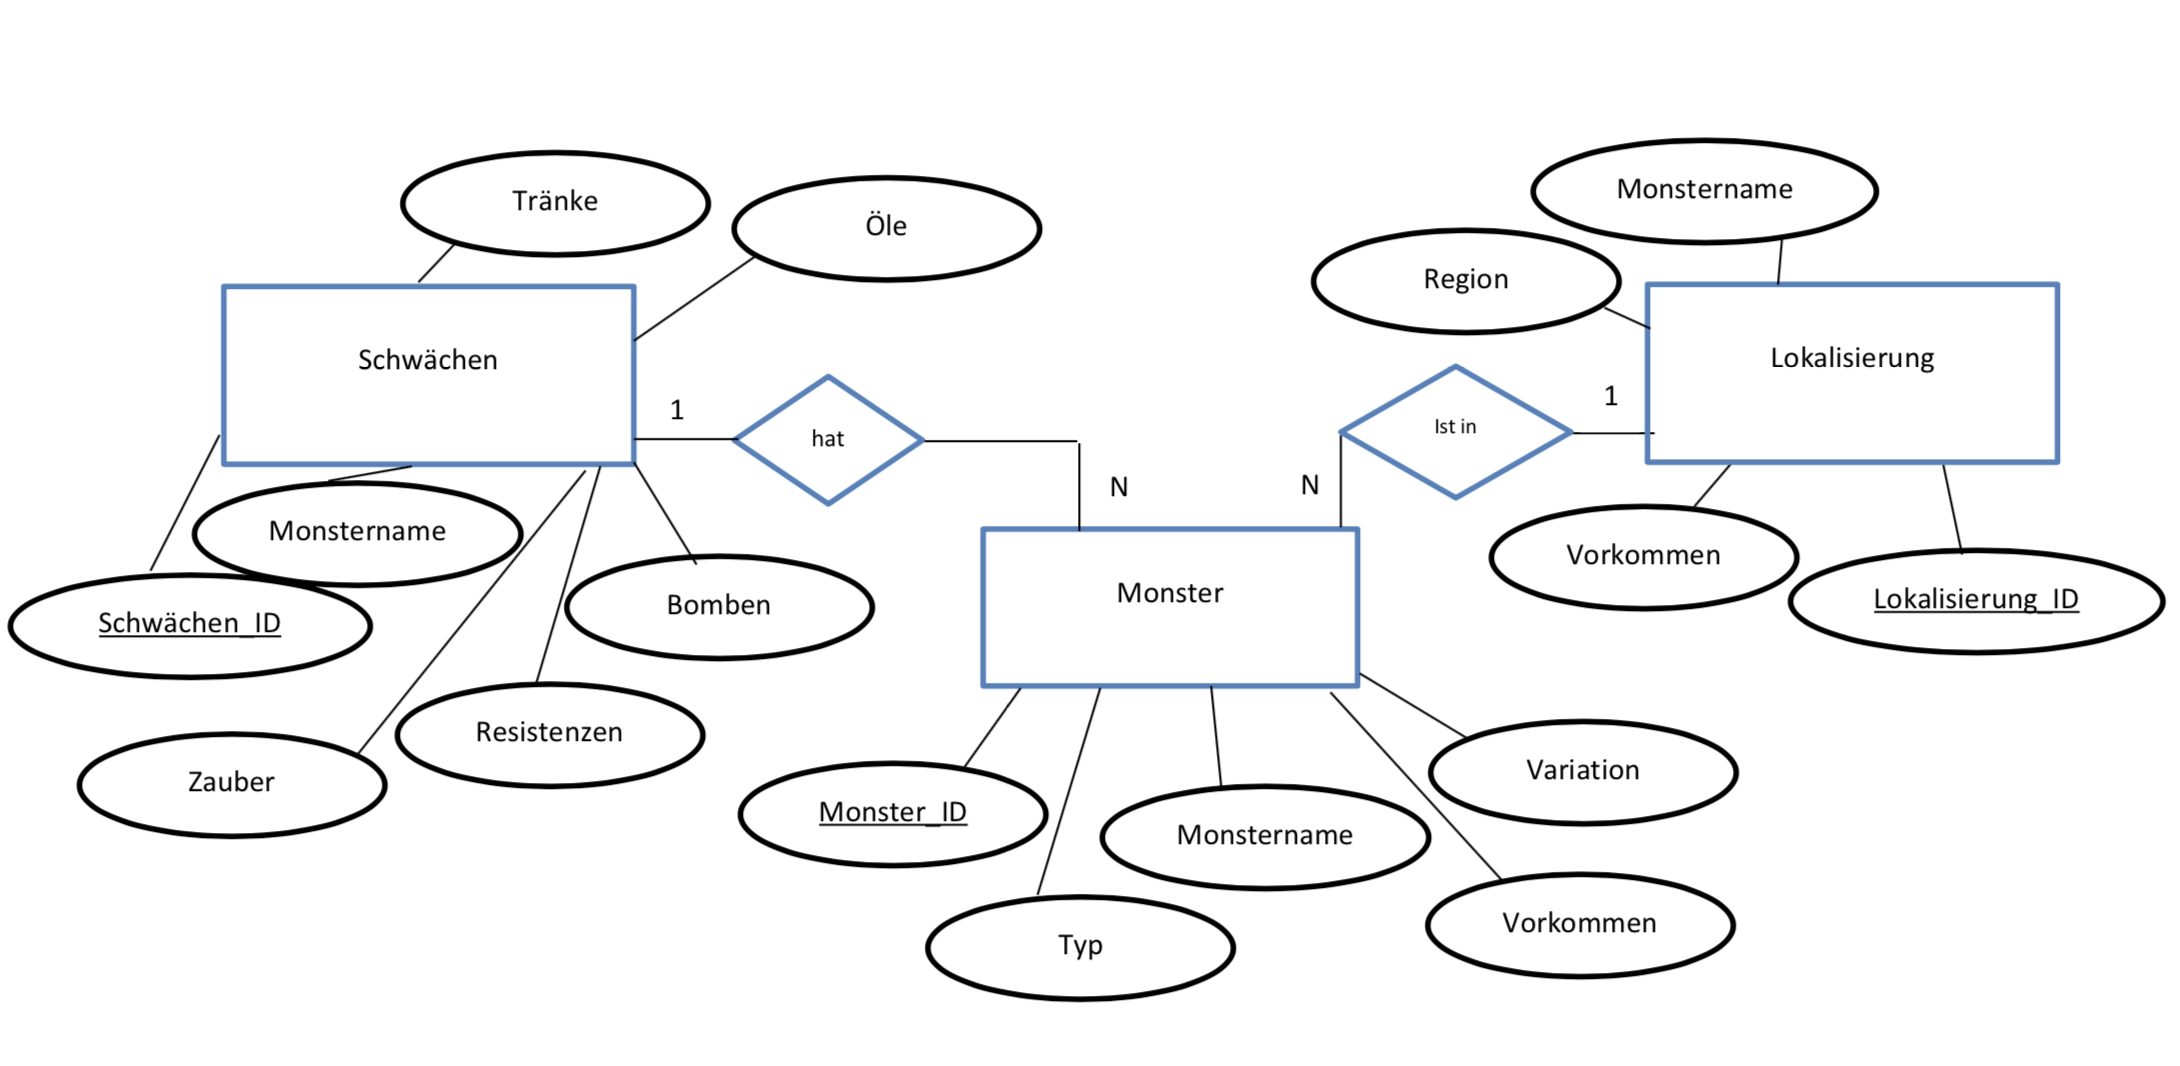 Monstername
Tränke
Öle
Region
Schwächen
Lokalisierung
1
hat
Ist in
1
N
N
Monstername
Vorkommen
Schwächen_ID
Bomben
Monster
Lokalisierung_ID
Resistenzen
Zauber
Variation
Monster_ID
Monstername
Vorkommen
Typ